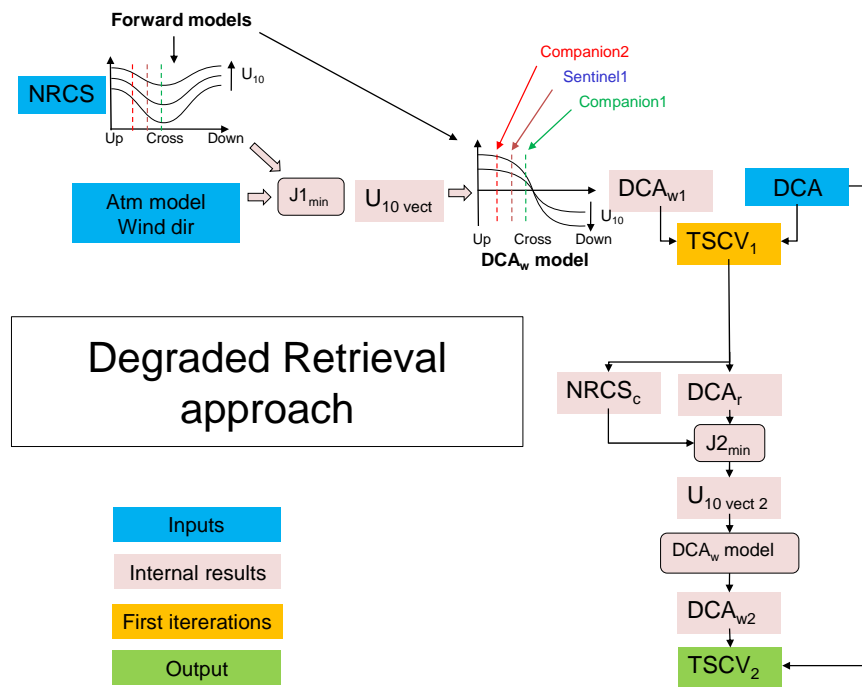 Forward models
NRCS
U10
Up Cross Down
Companion2
Sentinel1
Companion1
Atm model
Wind dir
J1min
U10 vect
U10
Up Cross Down
DCAw model
DCAw1
DCA
TSCV1
Degraded Retrieval
approach
NRCSc
DCAr
J2min
U10 vect 2
DCAw model
DCAw2
TSCV2
Inputs
Internal results
First itererations
Output